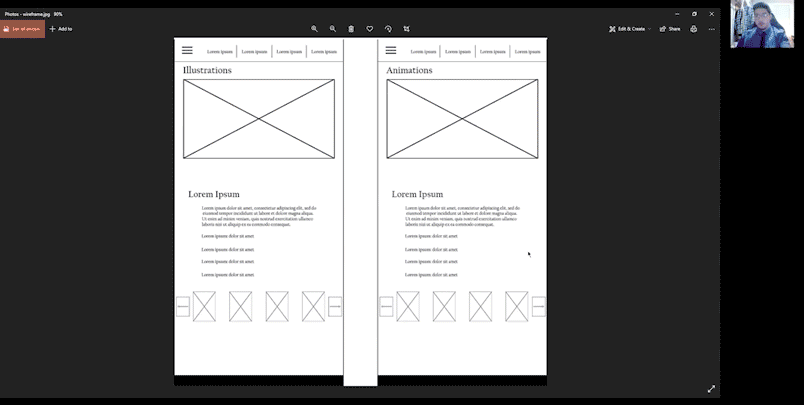 Photos - wireframe.jpg 80%
Add to
Edit & Create
Share
Lorem ipsum Lorem ipsum Lorem ipsum Lorem ipsum
Illustrations
Lorem Ipsum
Lorem ipsum dolor sit amet, consectetur adipiscing elit, sed do
eiusmod tempor incididunt ut labore et dolore magna aliqua.
Ut enim ad minim veniam, quis nostrud exercitation ullamco
laboris nisi ut aliquip ex ea commodo consequat.
Lorem ipsum dolor sit amet
Lorem ipsum dolor sit amet
Lorem ipsum dolor sit amet
Lorem ipsum dolor sit amet
Lorem ipsum Lorem ipsum Lorem ipsum Lorem ipsum
Animations
Lorem Ipsum
Lorem ipsum dolor sit amet, consectetur adipiscing elit, sed do
eiusmod tempor incididunt ut labore et dolore magna aliqua.
Ut enim ad minim veniam, quis nostrud exercitation ullamco
laboris nisi ut aliquip ex ea commodo consequat.
Lorem ipsum dolor sit amet
Lorem ipsum dolor sit amet
Lorem ipsum dolor sit amet
Lorem ipsum dolor sit amet